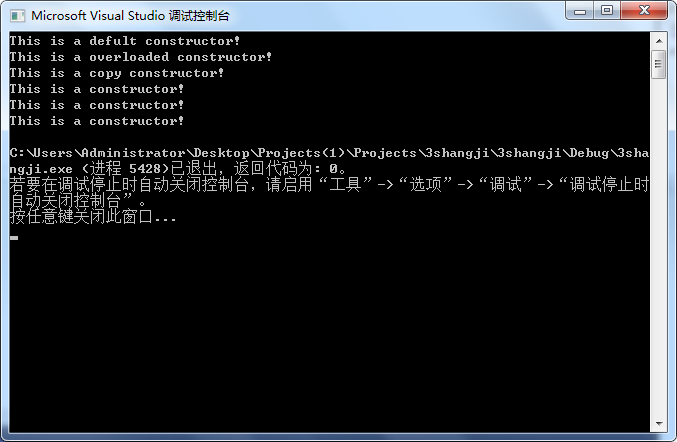 Microsoft Visual Studio 调试控制台
This is a defult constructor!
This is a overloaded constructor!
This is a copy constructor!
This is a constructor!
This is a constructor!
This is a constructor!
C:\Users\Administrator\Desktop\Projects(1)\Projects\3shangji\3shangji\Debug\3sha
ngji.exe (进程 5428)已退出，返回代码为: 0。
若要在调试停止时自动关闭控制台，请启用“工具”->“选项”->“调试”->“调试停止时
自动关闭控制台”。
按任意键关闭此窗口...